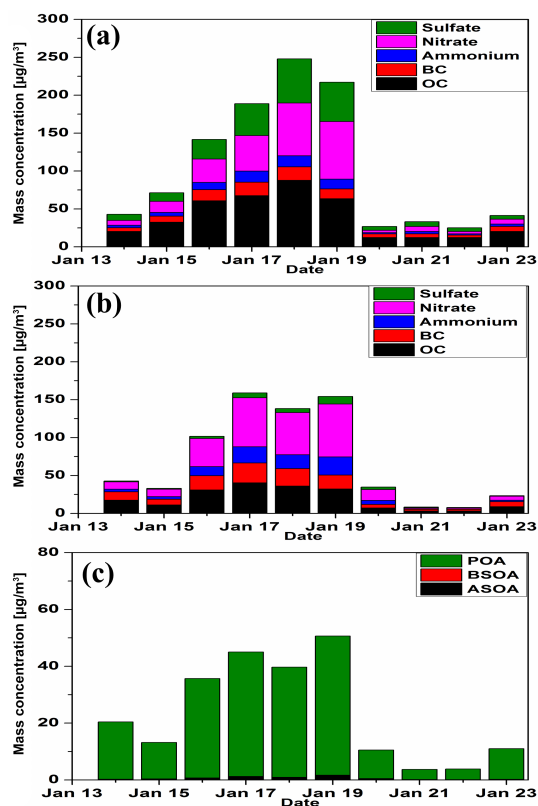 (a)
Mass concentration [µg/m³]
300
250
200
150
100
50
0
Sulfate
Nitrate
Ammonium
BC
OC
Jan 13 Jan 15 Jan 17 Jan 19 Jan 21 Jan 23
Date
(b)
Mass concentration [µg/m³]
300
250
200
150
100
50
0
Sulfate
Nitrate
Ammonium
BC
OC
Jan 13 Jan 15 Jan 17 Jan 19 Jan 21 Jan 23
Date
(c)
Mass concentration [µg/m³]
80
60
40
20
0
POA
BSOA
ASOA
Jan 13 Jan 15 Jan 17 Jan 19 Jan 21 Jan 23
Date